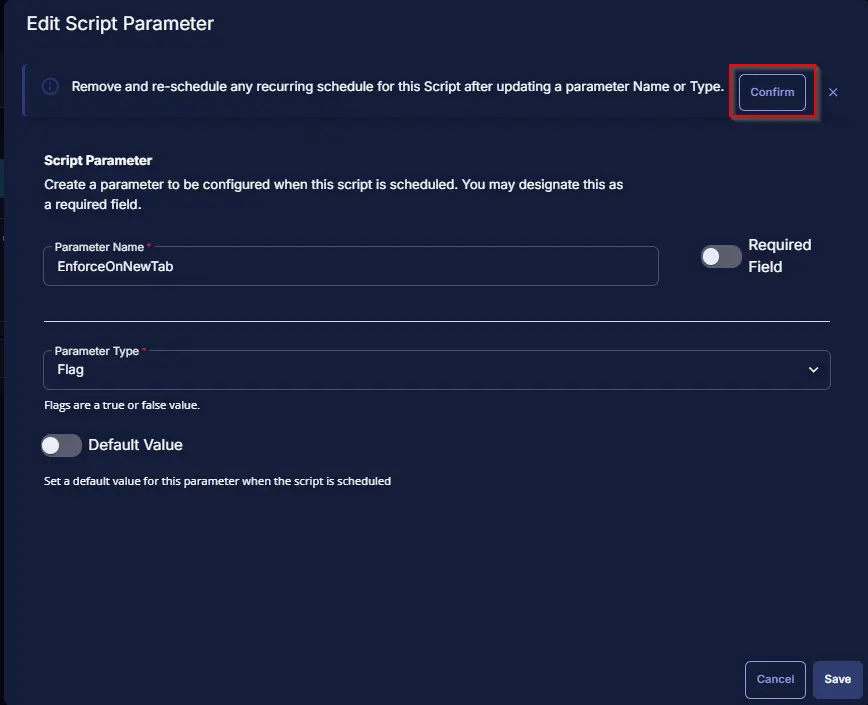 Edit Script Parameter
Remove and re-schedule any recurring schedule for this Script after updating a parameter Name or Type.
Confirm
Script Parameter
Create a parameter to be configured when this script is scheduled. You may designate this as
a required field.
Parameter Name *
EnforceOnNewTab
Required
Field
Parameter Type *
Flag
Flags are a true or false value.
Default Value
Set a default value for this parameter when the script is scheduled
Cancel
Save